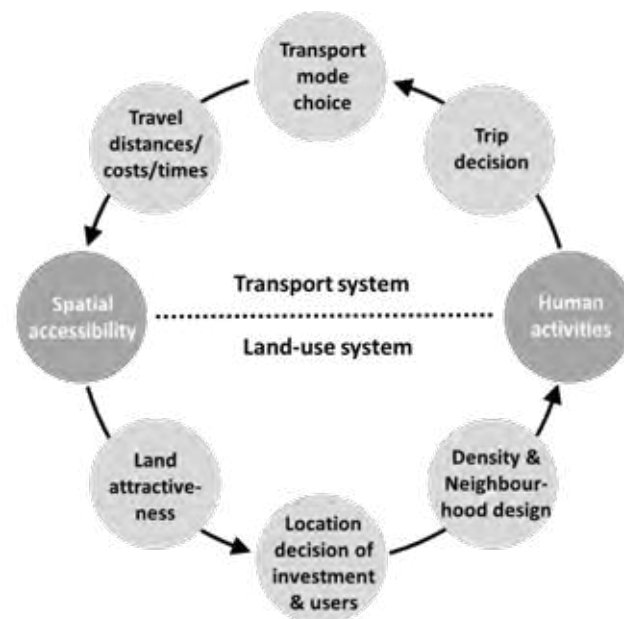 Transport
mode
choice
Travel
distances/
costs/times
Trip
decision
Spatial
accessibility
Transport system
Land-use system
Human
activities
Land
attractive-
ness
Location
decision of
investment
& users
Density &
Neighbour-
hood design